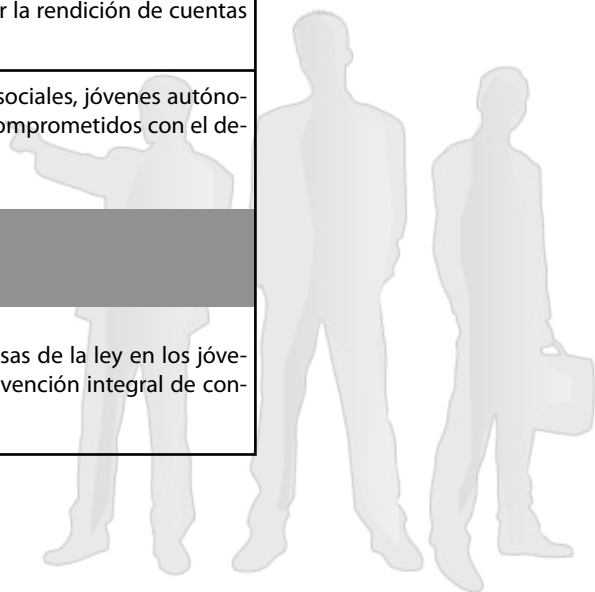 r la rendición de cuentas
sociales, jóvenes autóno-
omprometidos con el de-
sas de la ley en los jóve-
vención integral de con-